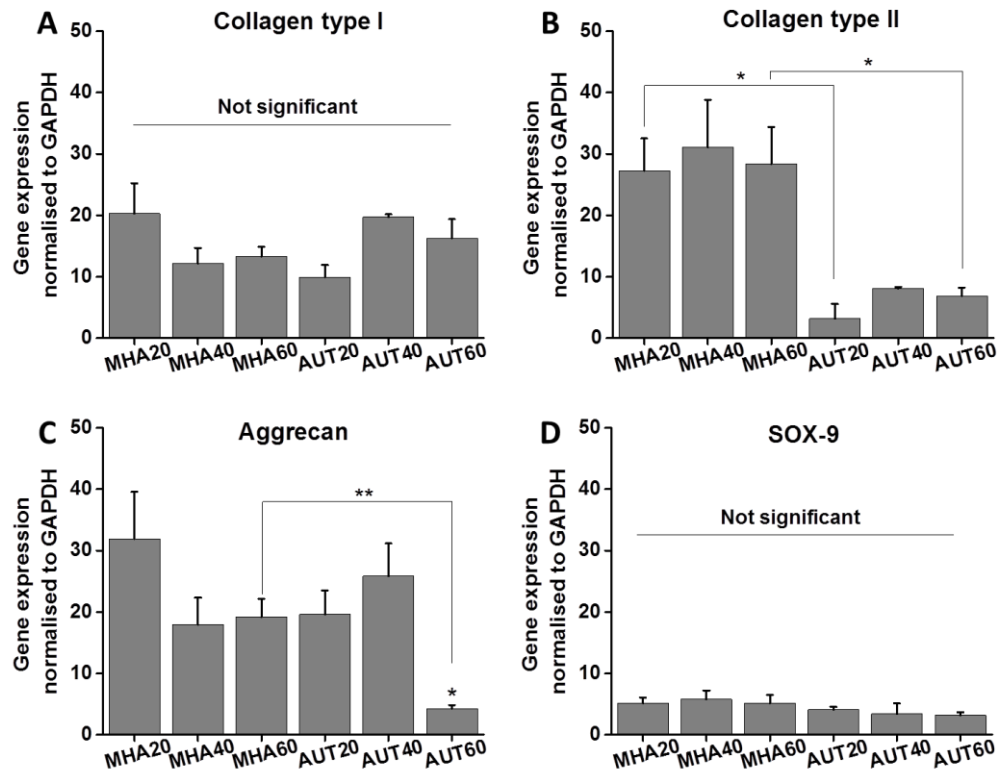 A
Collagen type I
Gene expression
normalised to GAPDH
50
40
30
20
10
0
Not significant
MHA20 MHA40 MHA60 AUT20 AUT40 AUT60
B
Collagen type II
Gene expression
normalised to GAPDH
50
40
30
20
10
0
* *
MHA20 MHA40 MHA60 AUT20 AUT40 AUT60
C
Aggrecan
Gene expression
normalised to GAPDH
50
40
30
20
10
0
**
*
MHA20 MHA40 MHA60 AUT20 AUT40 AUT60
D
SOX-9
Gene expression
normalised to GAPDH
50
40
30
20
10
0
Not significant
MHA20 MHA40 MHA60 AUT20 AUT40 AUT60